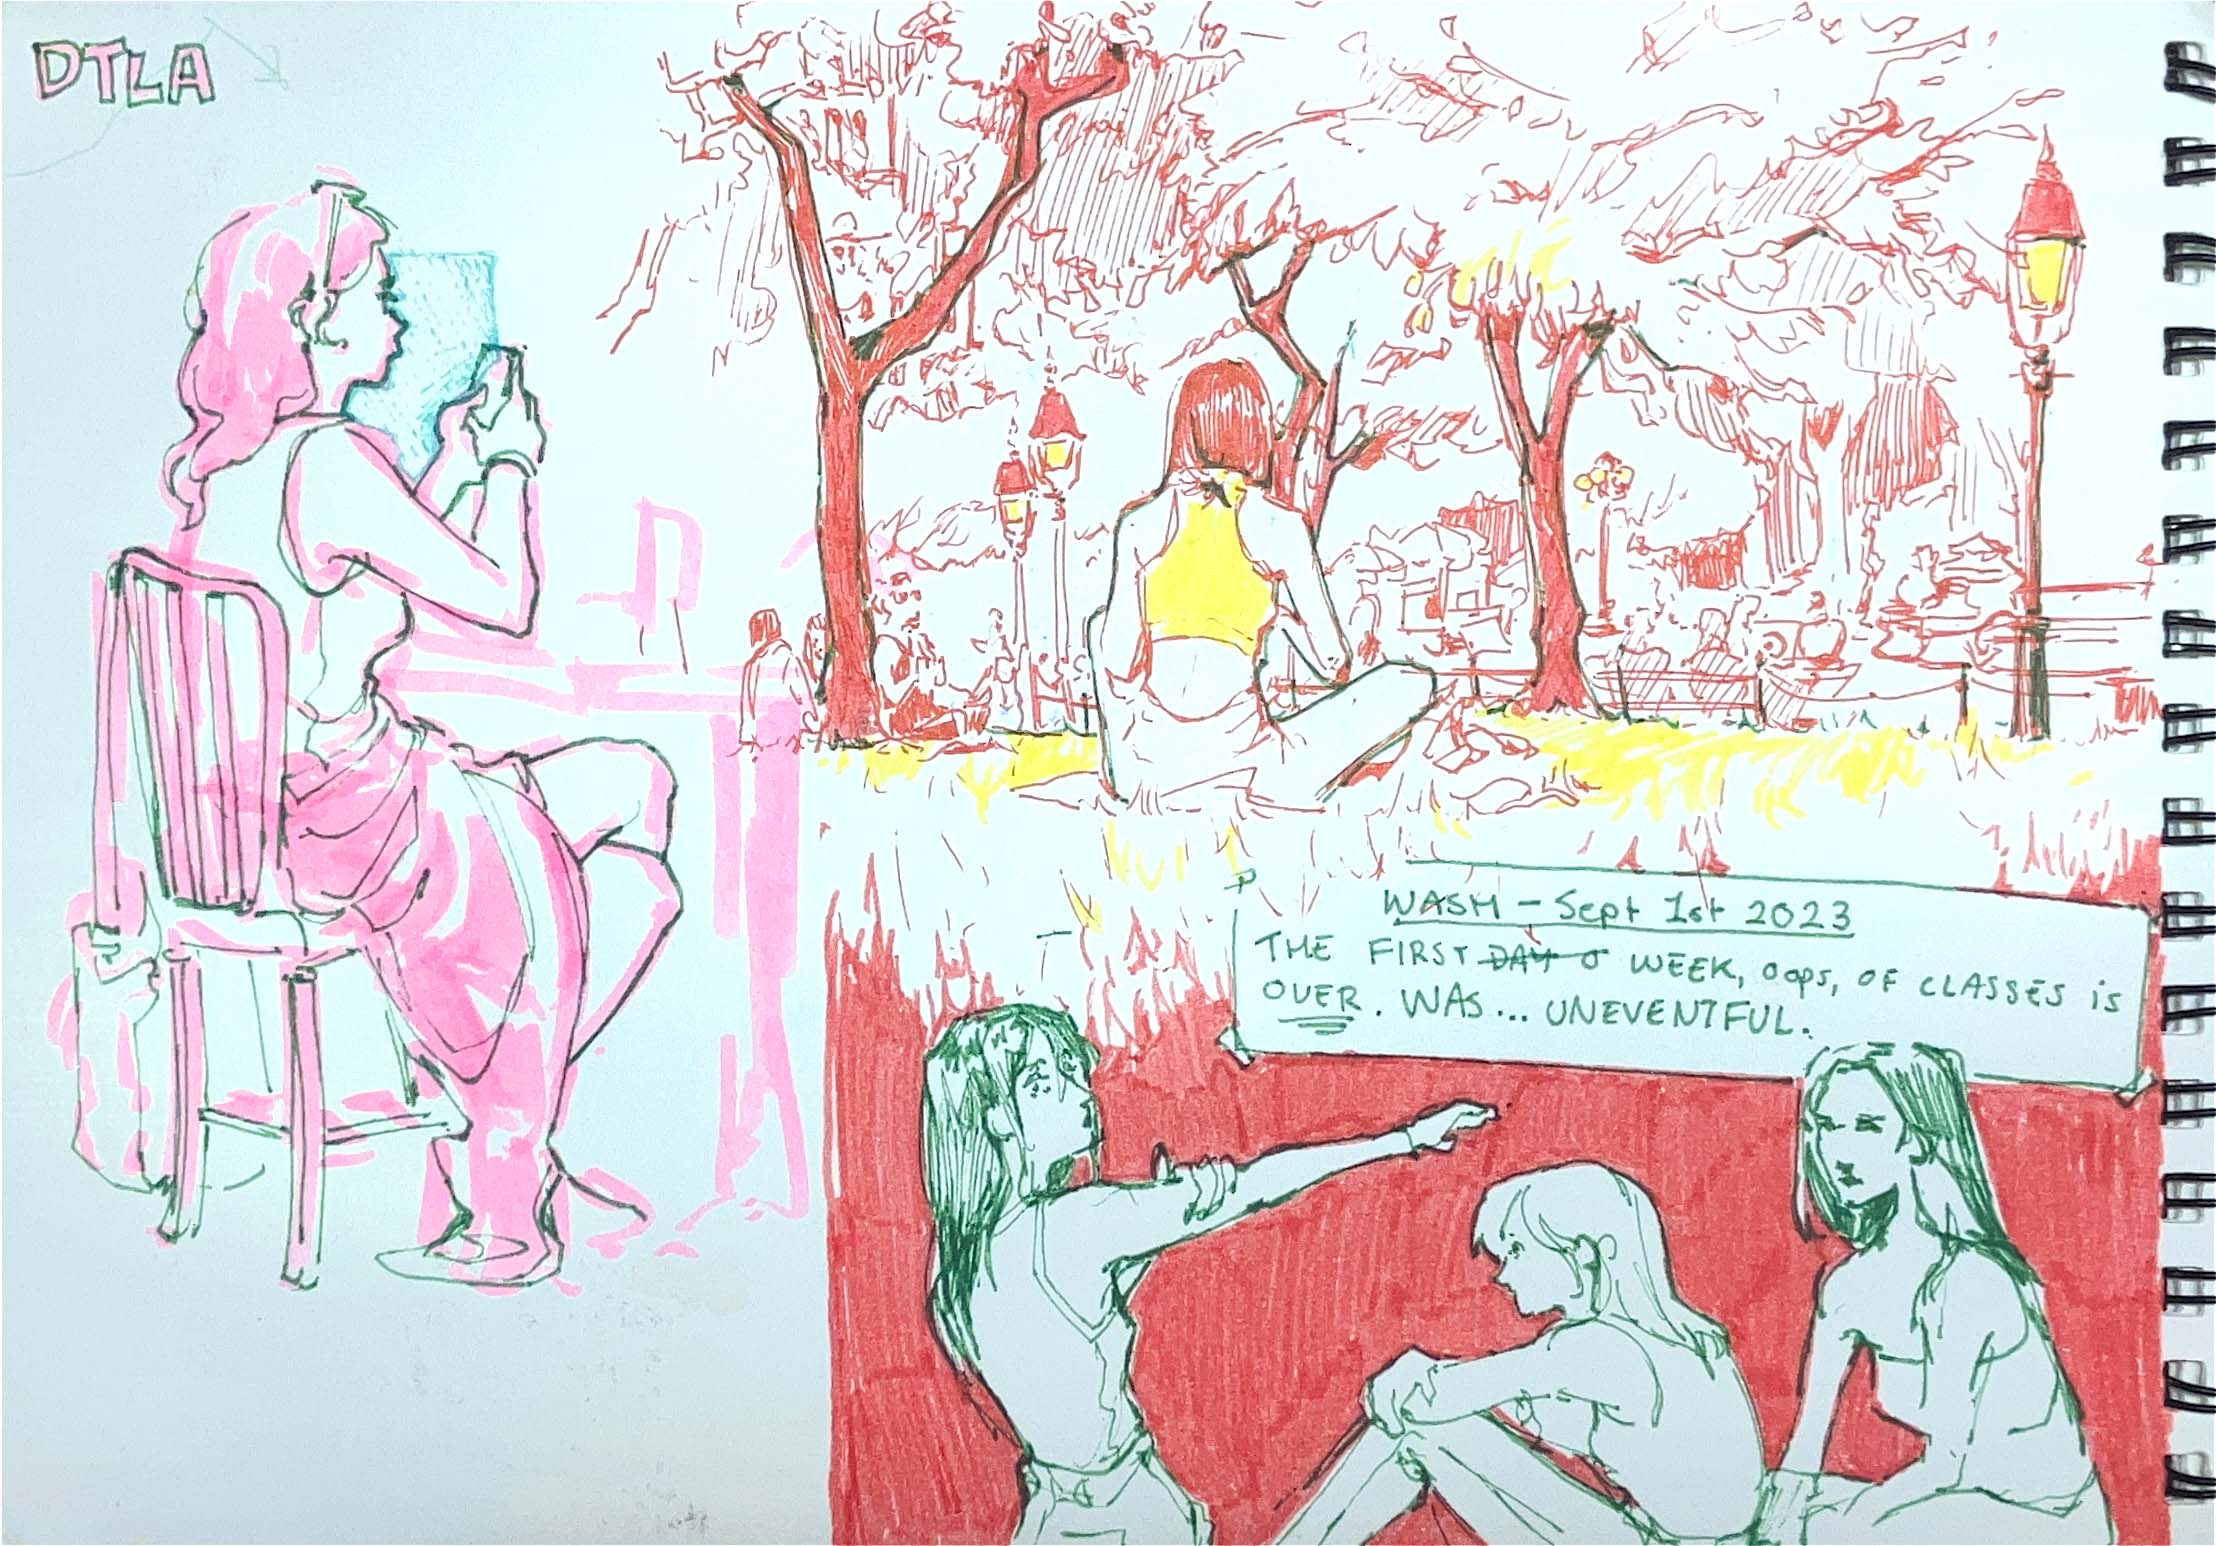 DTLA
WASH - Sept 1st 2023
THE FIRST DAY O WEEK, oops, OF CLASSES is
OVER. WAS... UNEVENTFUL.